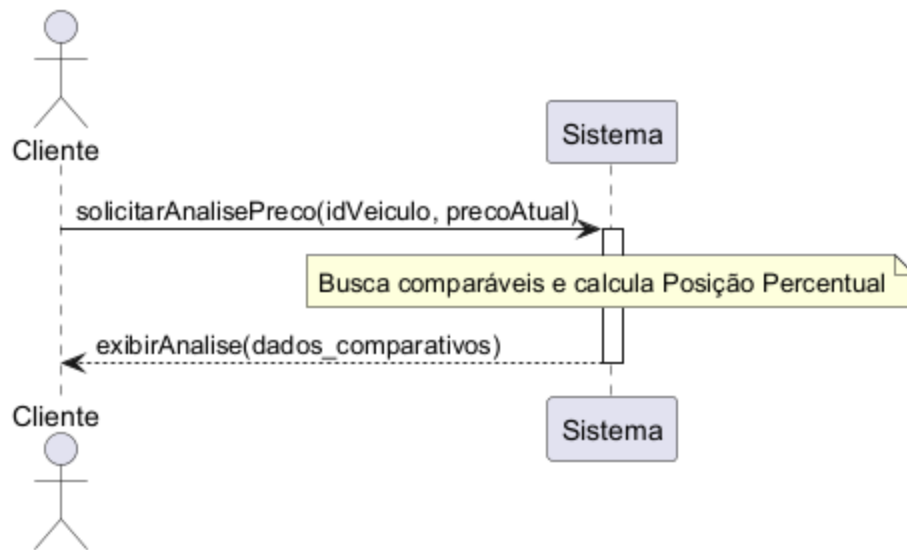 Cliente
Sistema
solicitarAnalisePreco(idVeiculo, precoAtual)
Busca comparáveis e calcula Posição Percentual
exibirAnalise(dados_comparativos)
Cliente
Sistema